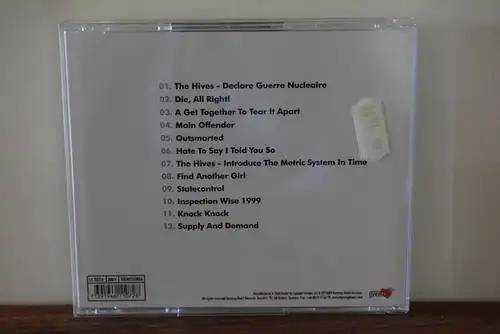 01. The Hives - Declare Guerre Nucleaire
02. Die, All Right!
03. A Get Together To Tear It Apart
04. Main Offender
05. Outsmarted
06. Hate To Say I Told You So
07. The Hives - Introduce The Metric System In Time
08. Find Another Girl
09. Statecontrol
10. Inspection Wise 1999
11. Knock Knock
12. Supply And Demand